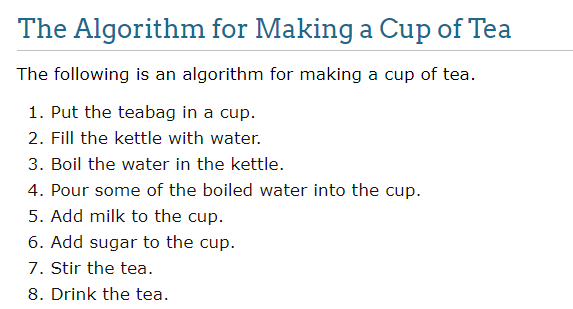 The Algorithm for Making a Cup of Tea
The following is an algorithm for making a cup of tea.
1. Put the teabag in a cup.
2. Fill the kettle with water.
3. Boil the water in the kettle.
4. Pour some of the boiled water into the cup.
5. Add milk to the cup.
6. Add sugar to the cup.
7. Stir the tea.
8. Drink the tea.